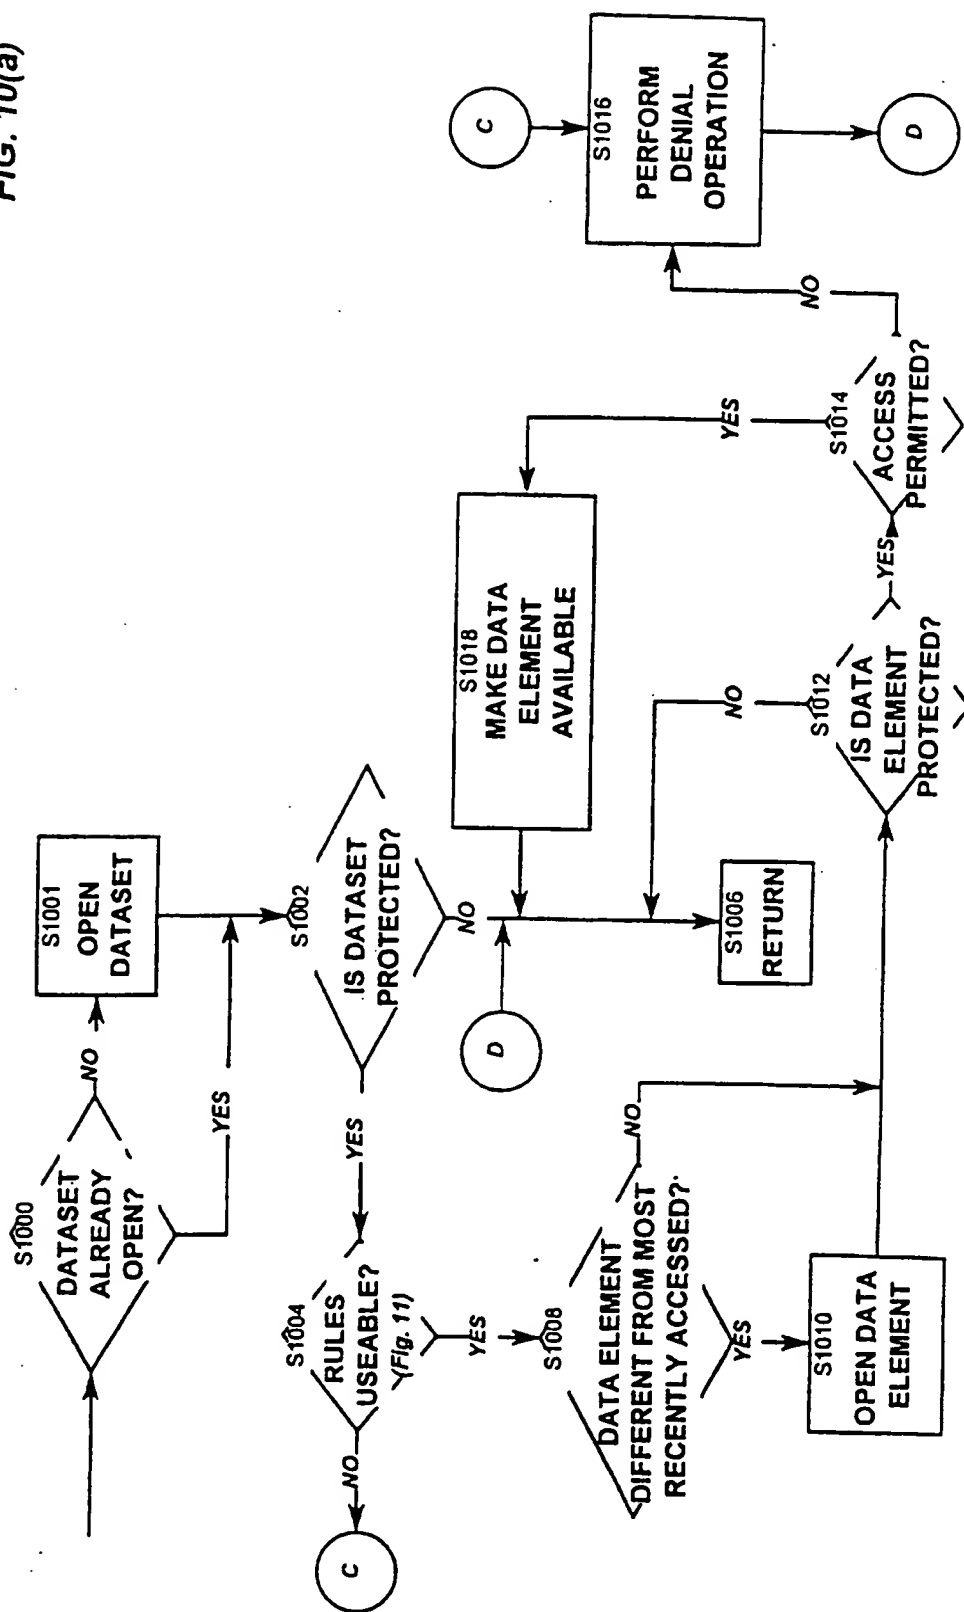 FIG. 10(a)
S1000
DATASET
ALREADY
OPEN?
NO
YES
S1001
OPEN
DATASET
S1002
IS DATASET
PROTECTED?
YES
NO
S1004
RULES
USEABLE?
(Fig. 11)
NO
C
YES
S1008
DATA ELEMENT
DIFFERENT FROM MOST
RECENTLY ACCESSED?
NO
YES
S1010
OPEN DATA
ELEMENT
D
S1006
RETURN
S1018
MAKE DATA
ELEMENT
AVAILABLE
S1012
IS DATA
ELEMENT
PROTECTED?
NO
YES
S1014
ACCESS
PERMITTED?
YES
NO
C
S1016
PERFORM
DENIAL
OPERATION
D